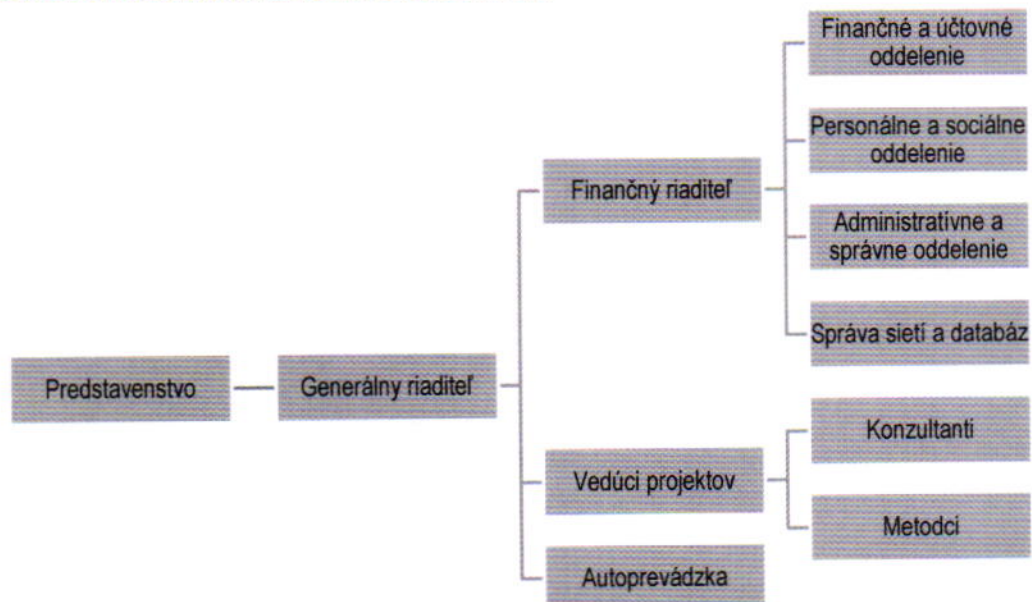 Predstavenstvo
Generálny riaditeľ
Finančný riaditeľ
Finančné a účtovné
oddelenie
Personálne a sociálne
oddelenie
Administratívne a
správne oddelenie
Správa sietí a databáz
Vedúci projektov
Konzultanti
Metodci
Autoprevádzka